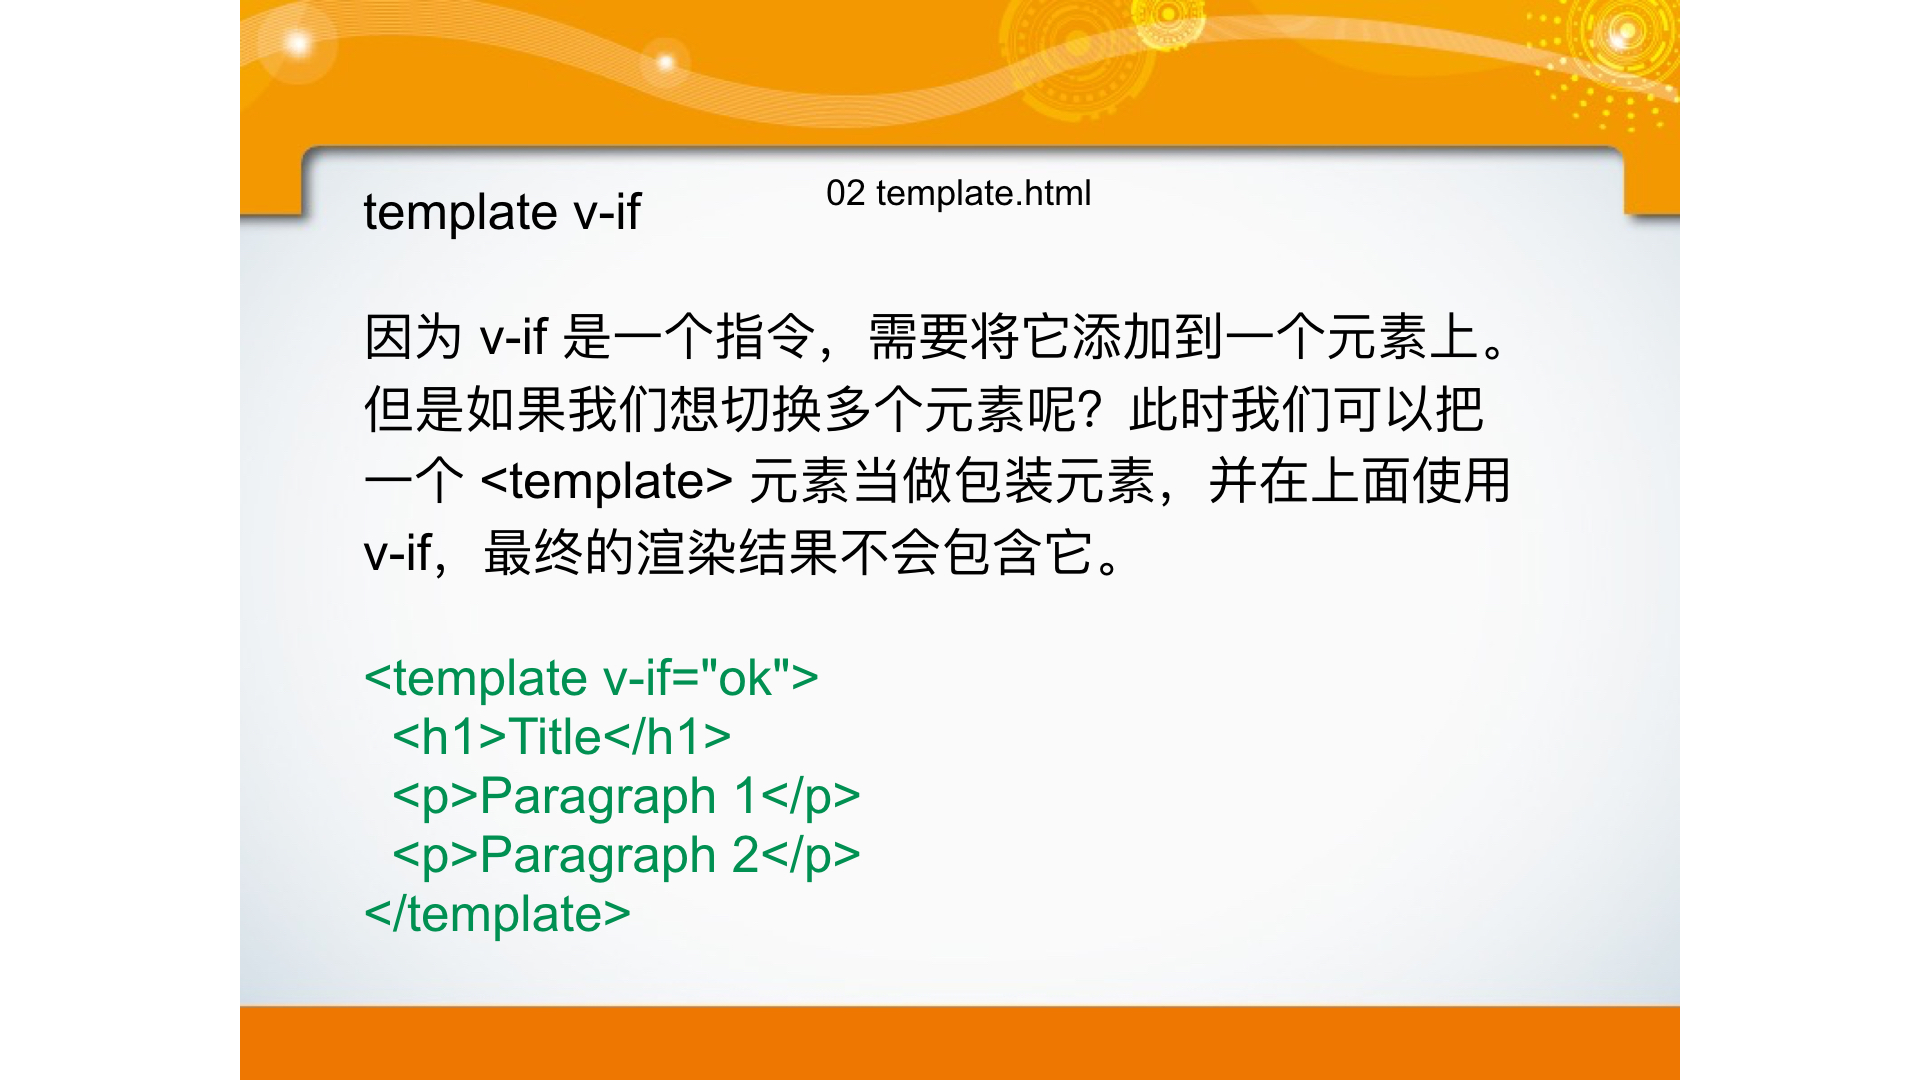 template v-if
02 template.html
因为 v-if 是一个指令，需要将它添加到一个元素上。
但是如果我们想切换多个元素呢？此时我们可以把
一个 <template> 元素当做包装元素，并在上面使用
v-if，最终的渲染结果不会包含它。
<template v-if="ok">
  <h1>Title</h1>
  <p>Paragraph 1</p>
  <p>Paragraph 2</p>
</template>